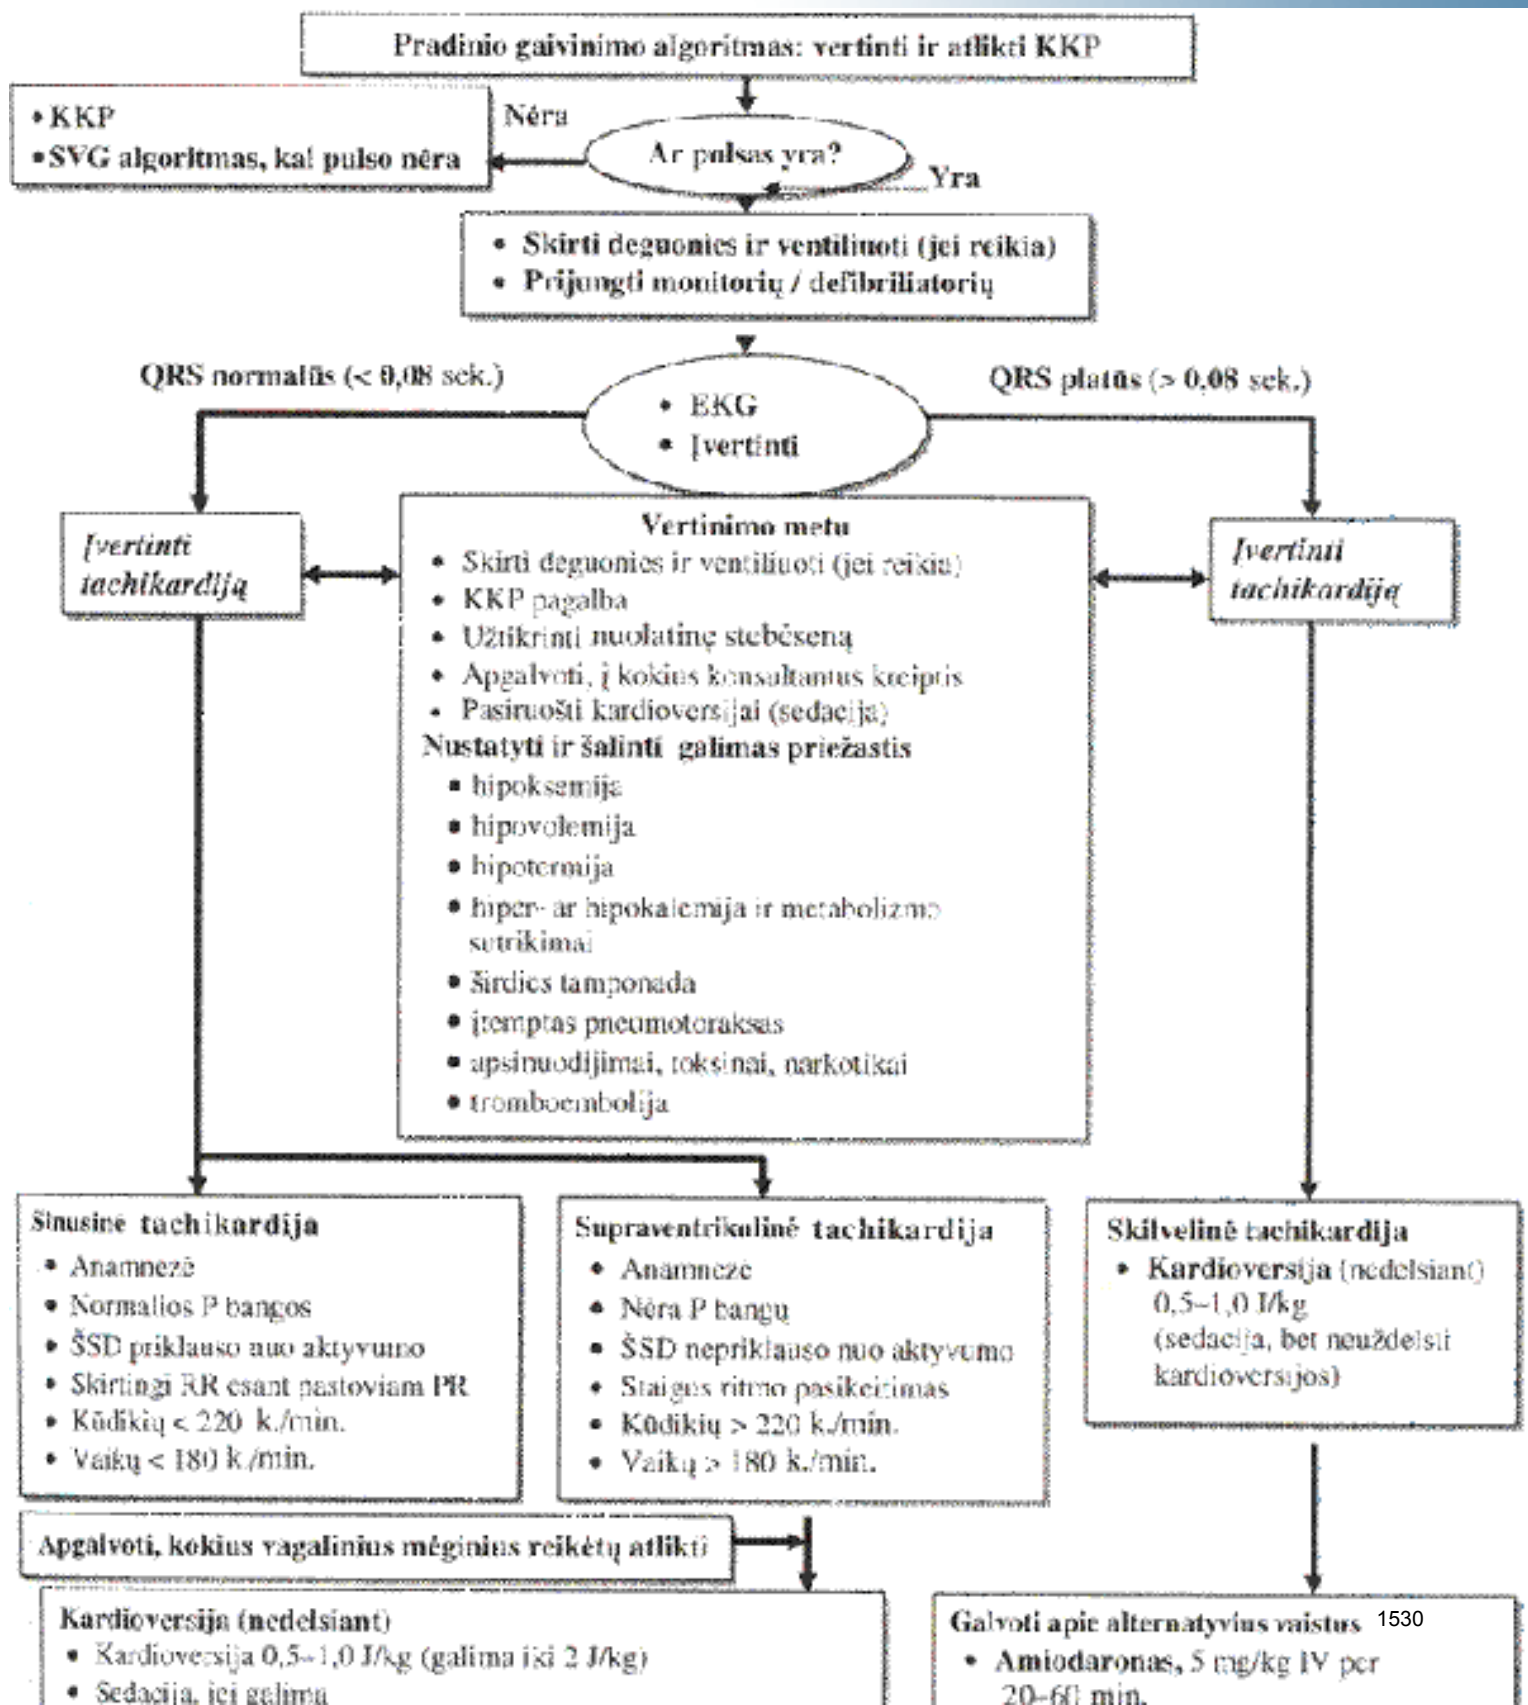 Pradinio gaivinimo algoritmas: vertinti ir atlikti KKP
• KKP
• SVG algoritmas, kai pulso nėra
Nėra
Ar pulsas yra?
Yra
• Skirti deguonies ir ventiliuoti (jei reikia)
• Prijungti monitorių / defibriliatorių
QRS normalūs (< 0,08 sek.)
QRS platūs (> 0,08 sek.)
• EKG
• Įvertinti
Įvertinti
tachikardiją
Vertinimo metu
• Skirti deguonies ir ventiliuoti (jei reikia)
• KKP pagalba
• Užtikrinti nuolatinę stebėseną
• Apgalvoti, į kokius konsultantus kreiptis
• Pasiruošti kardioversijai (sedacija)
Nustatyti ir šalinti galimas priežastis
• hipoksemija
• hipovolemija
• hipotermija
• hiper- ar hipokalemija ir metabolizmo
sutrikimai
• širdies tamponada
• įtemptas pneumotoraksas
• apsinuodijimai, toksinai, narkotikai
• tromboembolija
Įvertinti
tachikardiją
Sinusinė tachikardija
• Anamnezė
• Normalios P bangos
• ŠSD priklauso nuo aktyvumo
• Skirtingi RR esant pastoviam PR
• Kūdikių < 220 k./min.
• Vaikų < 180 k./min.
Supraventrikulinė tachikardija
• Anamnezė
• Nėra P bangų
• ŠSD nepriklauso nuo aktyvumo
• Staigus ritmo pasikeitimas
• Kūdikių > 220 k./min.
• Vaikų > 180 k./min.
Skilvelinė tachikardija
• Kardioversija (nedelsiant)
0,5–1,0 J/kg
(sedacija, bet neuždelsti
kardioversijos)
Apgalvoti, kokius vagalinius mėginius reikėtų atlikti
Kardioversija (nedelsiant)
• Kardioversija 0,5–1,0 J/kg (galima iki 2 J/kg)
• Sedacija, jei galima
Galvoti apie alternatyvius vaistus
1530
• Amiodaronas, 5 mg/kg IV per
20–60 min.